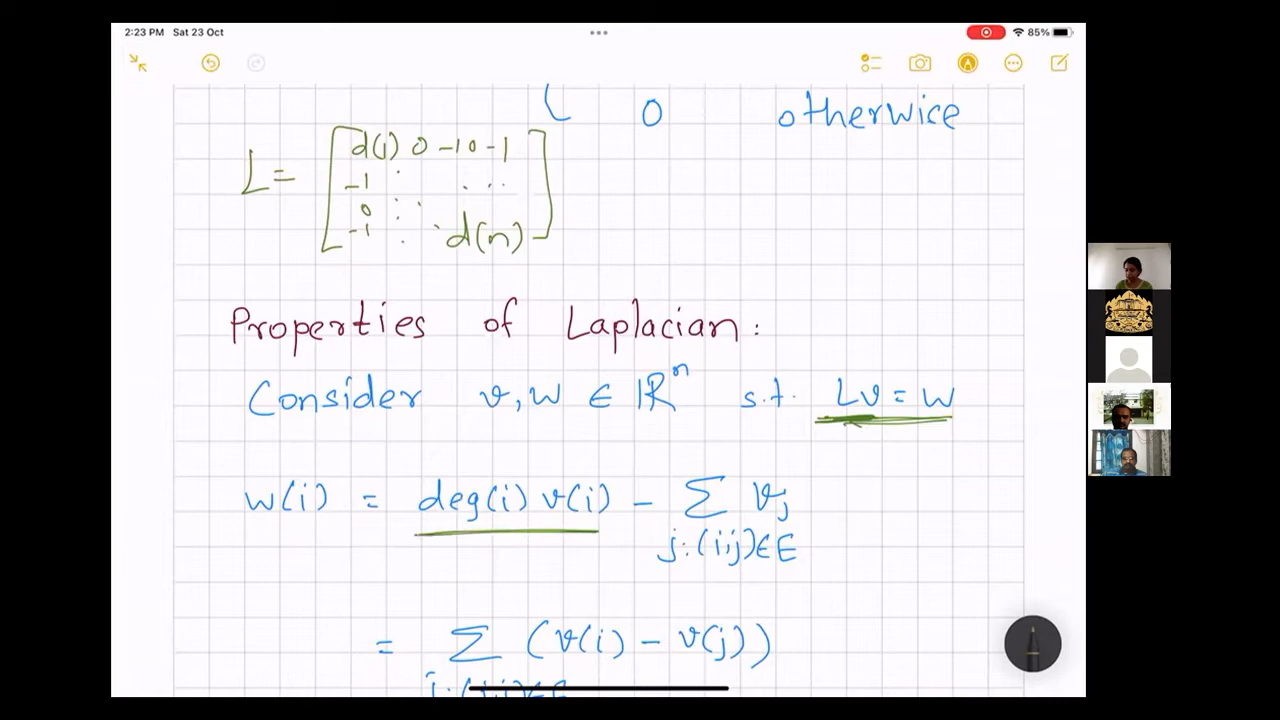 2:23 PM Sat 23 Oct
85%
0 otherwice
L = [ d(1) 0 -1 0 -1
-1 : . ..
0 : .
-1 : . d(n) ]
Properties of Laplacian:
Consider v, w ∈ ℝⁿ s.t. Lv = w
w(i) = deg(i) v(i) - ∑ vj
j:(i,j)∈E
= ∑ (v(i) - v(j))
j:(i,j)∈E